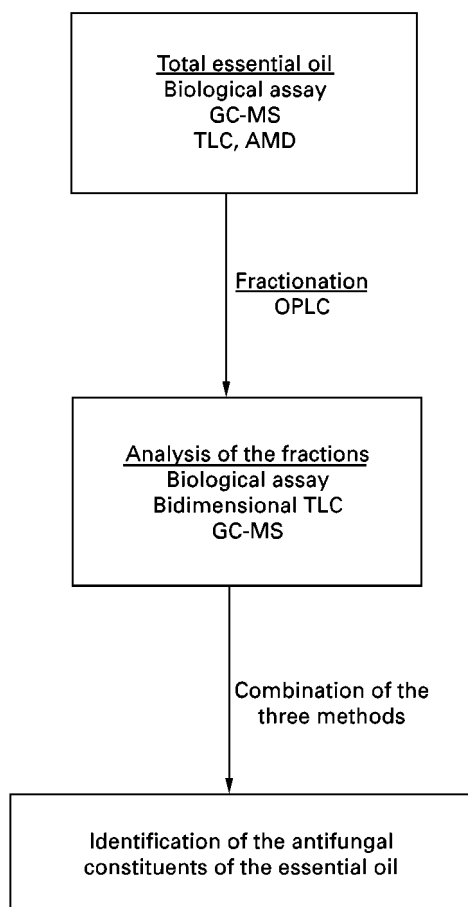 Total essential oil
Biological assay
GC-MS
TLC, AMD
Fractionation
OPLC
Analysis of the fractions
Biological assay
Bidimensional TLC
GC-MS
Combination of the
three methods
Identification of the antifungal
constituents of the essential oil